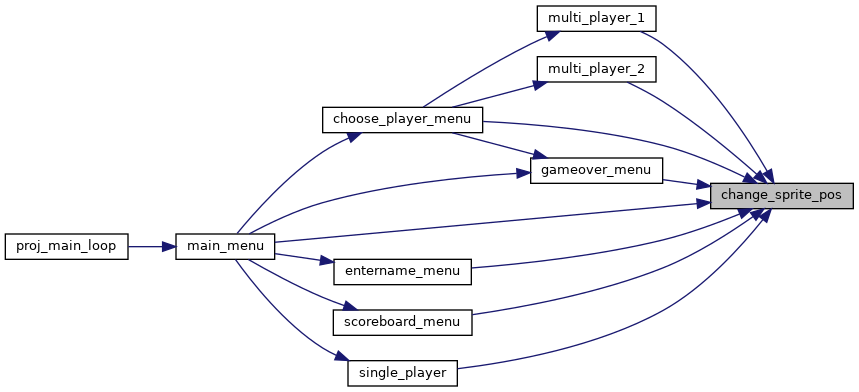 multi_player_1
multi_player_2
choose_player_menu
gameover_menu
change_sprite_pos
proj_main_loop
main_menu
entername_menu
scoreboard_menu
single_player